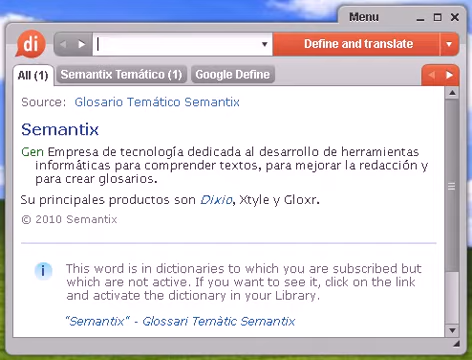 Menu
di
Define and translate
All (1)
Semantix Temático (1)
Google Define
Source: Glosario Temático Semantix
Semantix
Gen Empresa de tecnología dedicada al desarrollo de herramientas
informáticas para comprender textos, para mejorar la redacción y
para crear glosarios.
Su principales producto​s son Dixio, Xtyle y Gloxr.
© 2010 Semantix
i
This word is in dictionaries to which you are subscribed but
which are not active. If you want to see it, click on the link
and activate the dictionary in your Library.
"Semantix" - Glossari Temàtic Semantix